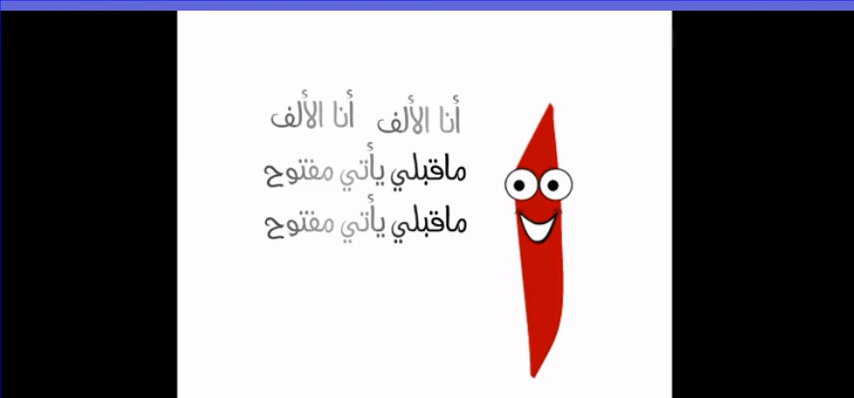 أنا الألف أنا الألف
ماقبلي يأتي مفتوح
ماقبلي يأتي مفتوح